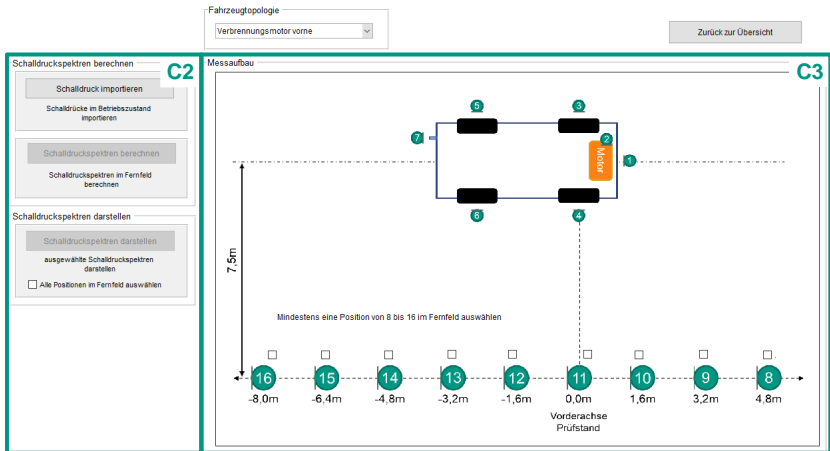 Fahrzeugtopologie
Verbrennungsmotor vorne
Zurück zur Übersicht
Schalldruckspektren berechnen
C2
Schalldruck importieren
Schalldrücke im Betriebszustand
importieren
Schalldruckspektren berechnen
Schalldruckspektren im Fernfeld
berechnen
Schalldruckspektren darstellen
Schalldruckspektren darstellen
ausgewählte Schalldruckspektren
darstellen
Alle Positionen im Fernfeld auswählen
Messaufbau
C3
5
3
7
2
Motor
1
6
4
7,5m
Mindestens eine Position von 8 bis 16 im Fernfeld auswählen
16 15 14 13 12 11 10 9 8
-8,0m -6,4m -4,8m -3,2m -1,6m 0,0m 1,6m 3,2m 4,8m
Vorderachse
Prüfstand